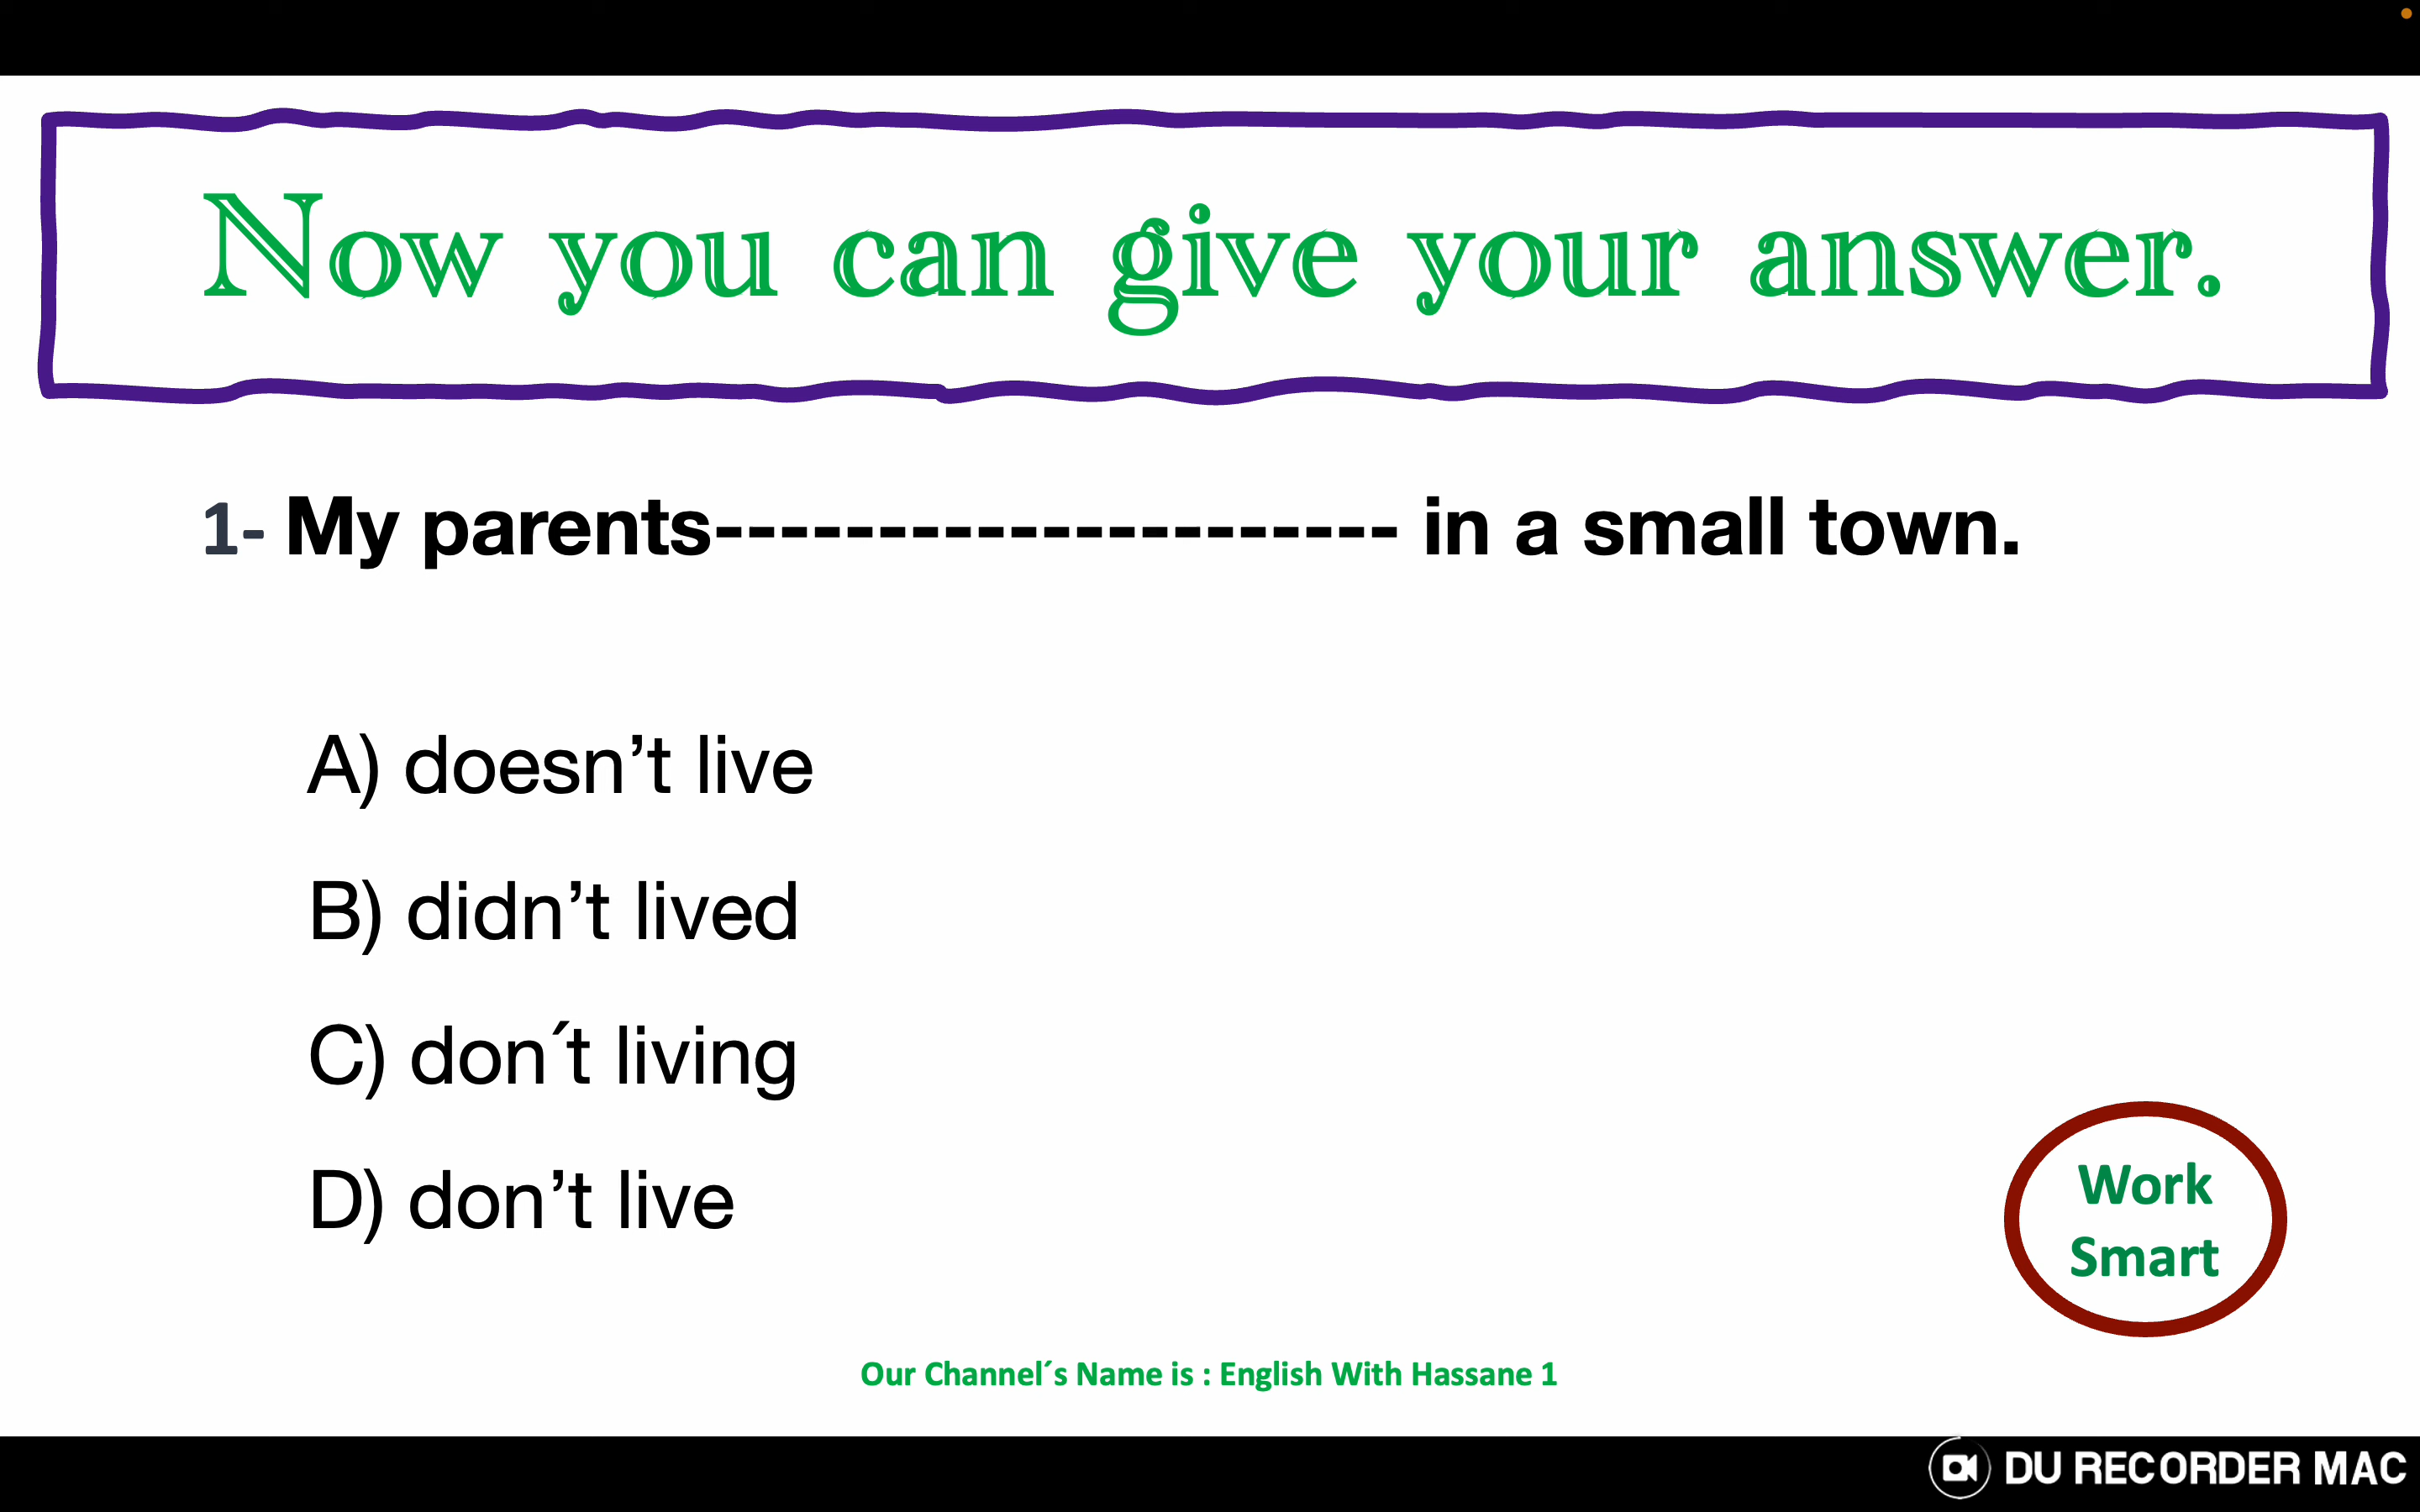 Now you can give your answer.
1- My parents--------------------- in a small town.
A) doesn’t live
B) didn’t lived
C) don´t living
D) don’t live
Work
Smart
Our Channel´s Name is : English With Hassane 1
DU RECORDER MAC